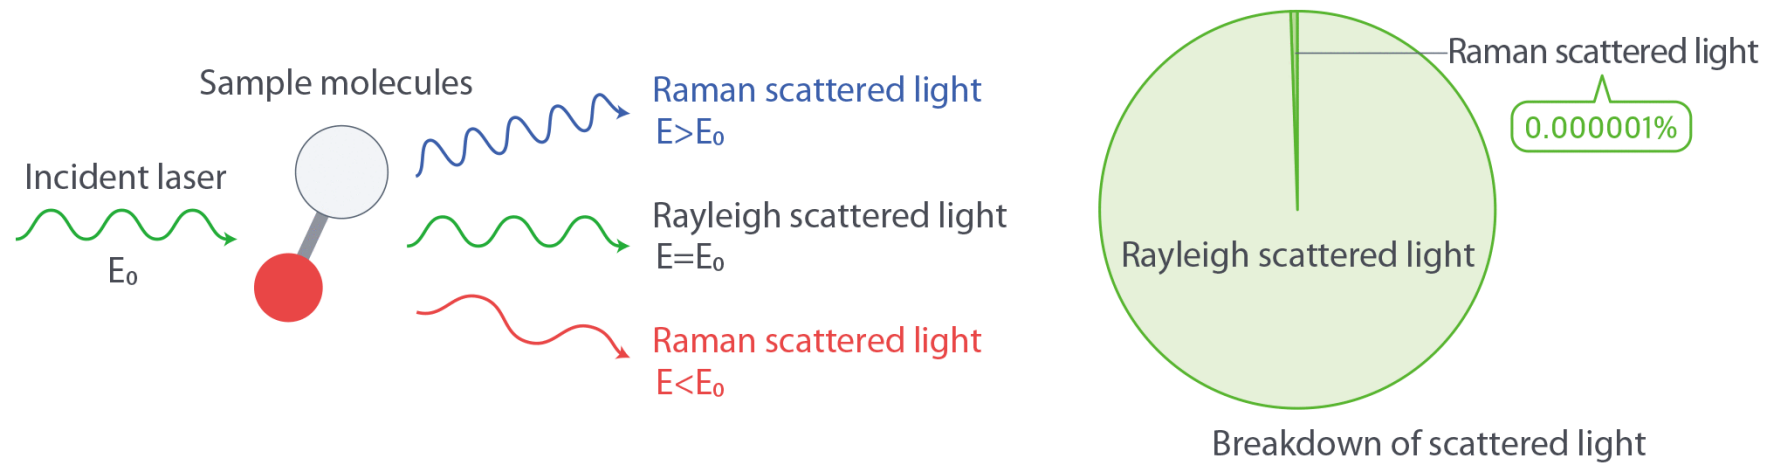 Sample molecules
Incident laser
E₀
Raman scattered light
E>E₀
Rayleigh scattered light
E=E₀
Raman scattered light
E<E₀
Raman scattered light
0.000001%
Rayleigh scattered light
Breakdown of scattered light